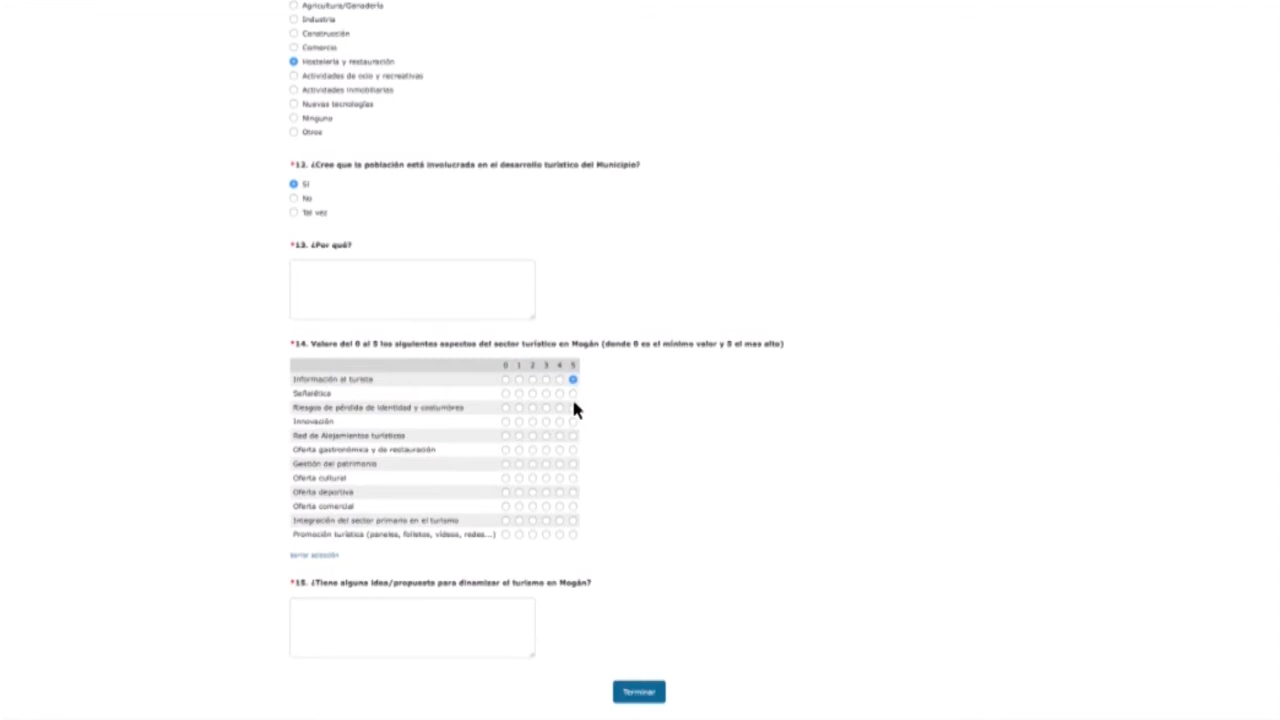 Agricultura/Ganadería
Industria
Construcción
Comercio
Hostelería y restauración
Actividades de ocio y recreativas
Actividades inmobiliarias
Nuevas tecnologías
Ninguno
Otros
*12. ¿Cree que la población está involucrada en el desarrollo turístico del Municipio?
SI
No
Tal vez
*13. ¿Por qué?
*14. Valore del 0 al 5 los siguientes aspectos del sector turístico en Mogán (donde 0 es el mínimo valor y 5 el mas alto)
0 1 2 3 4 5
Información al turista
Señalética
Riesgos de pérdida de identidad y costumbres
Innovación
Red de Alojamientos turísticos
Oferta gastronómica y de restauración
Gestión del patrimonio
Oferta cultural
Oferta deportiva
Oferta comercial
Integración del sector primario en el turismo
Promoción turística (paneles, folletos, vídeos, redes...)
borrar selección
*15. ¿Tiene alguna idea/propuesta para dinamizar el turismo en Mogán?
Terminar